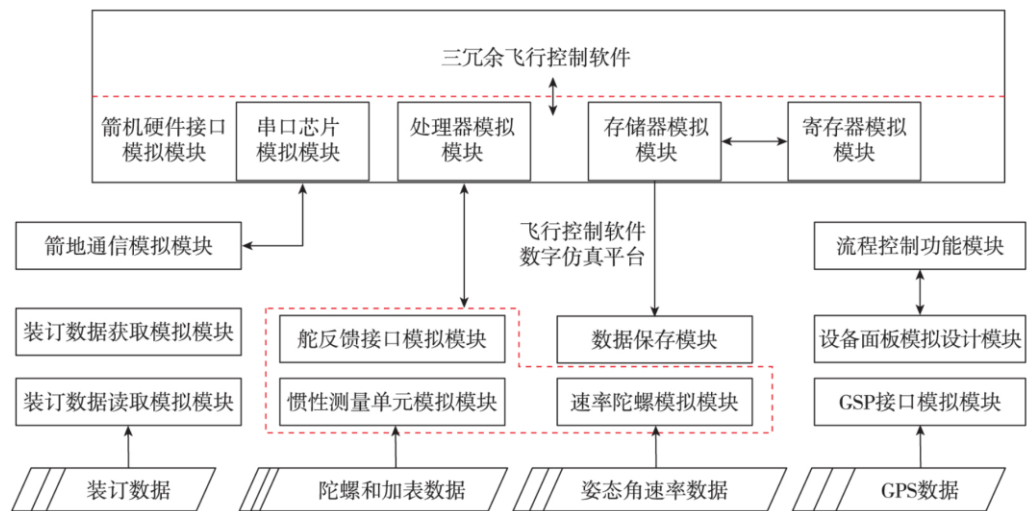 三冗余飞行控制软件
箭机硬件接口
模拟模块
串口芯片
模拟模块
处理器模拟
模块
存储器模拟
模块
寄存器模拟
模块
箭地通信模拟模块
飞行控制软件
数字仿真平台
流程控制功能模块
装订数据获取模拟模块
舵反馈接口模拟模块
数据保存模块
设备面板模拟设计模块
装订数据读取模拟模块
惯性测量单元模拟模块
速率陀螺模拟模块
GSP接口模拟模块
装订数据
陀螺和加表数据
姿态角速率数据
GPS数据